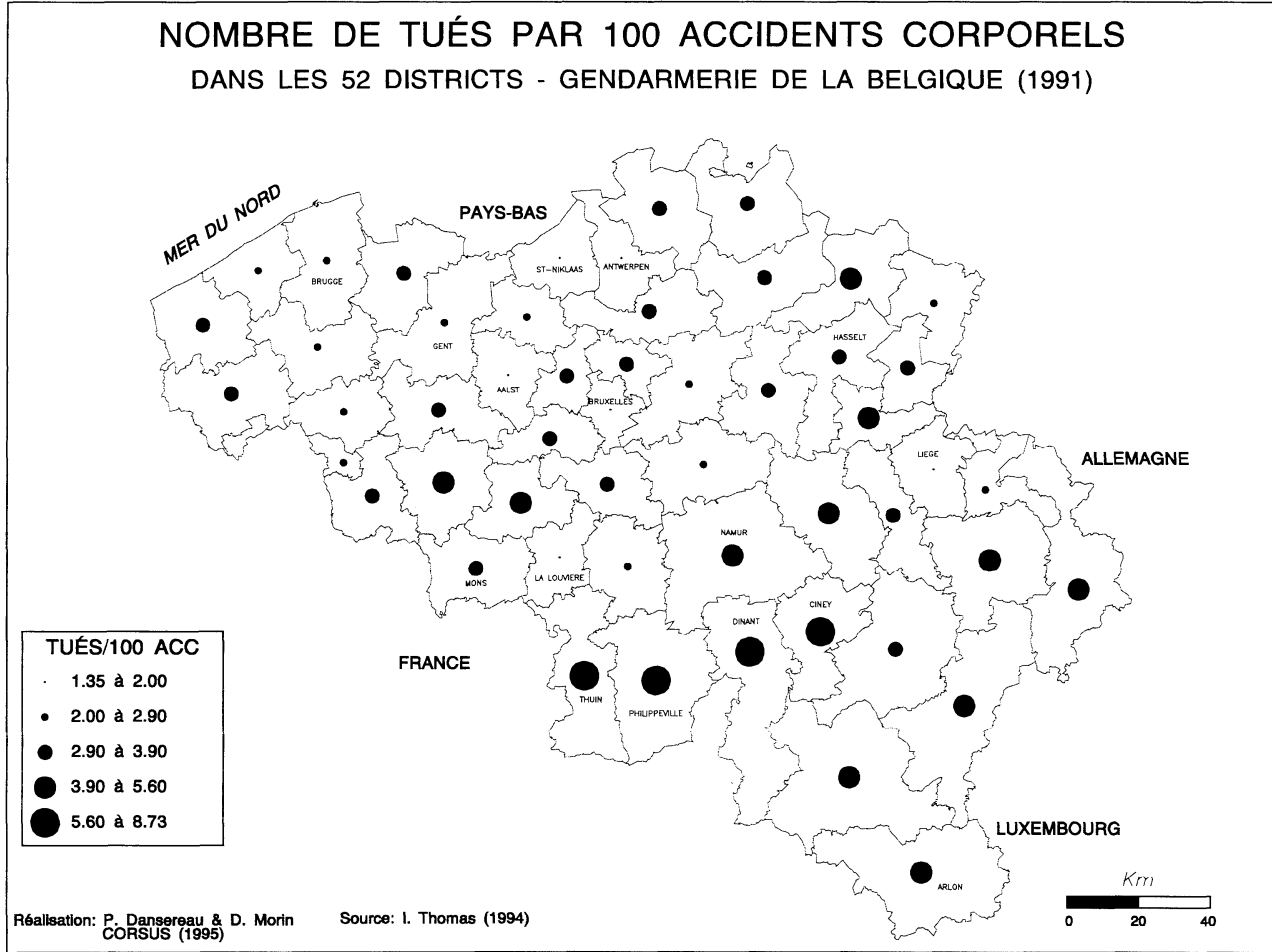 NOMBRE DE TUÉS PAR 100 ACCIDENTS CORPORELS
DANS LES 52 DISTRICTS - GENDARMERIE DE LA BELGIQUE (1991)
MER DU NORD
PAYS-BAS
BRUGGE
ST-NIKLAAS
ANTWERPEN
GENT
HASSELT
AALST
BRUXELLES
LIEGE
ALLEMAGNE
NAMUR
MONS
LA LOUVIERE
CINEY
DINANT
FRANCE
THUIN
PHILIPPEVILLE
LUXEMBOURG
ARLON
TUÉS/100 ACC
1.35 à 2.00
2.00 à 2.90
2.90 à 3.90
3.90 à 5.60
5.60 à 8.73
Km
0 20 40
Réalisation: P. Dansereau & D. Morin
CORSUS (1995)
Source: I. Thomas (1994)